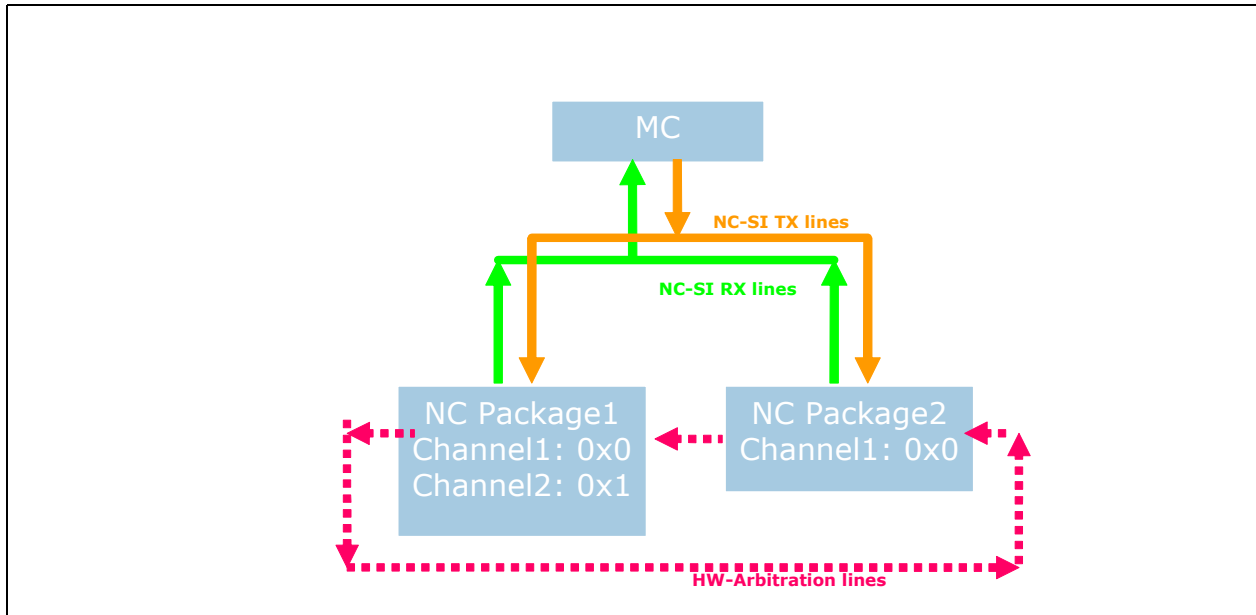 MC
NC-SI TX lines
NC-SI RX lines
NC Package1
Channel1: 0x0
Channel2: 0x1
NC Package2
Channel1: 0x0
HW-Arbitration lines